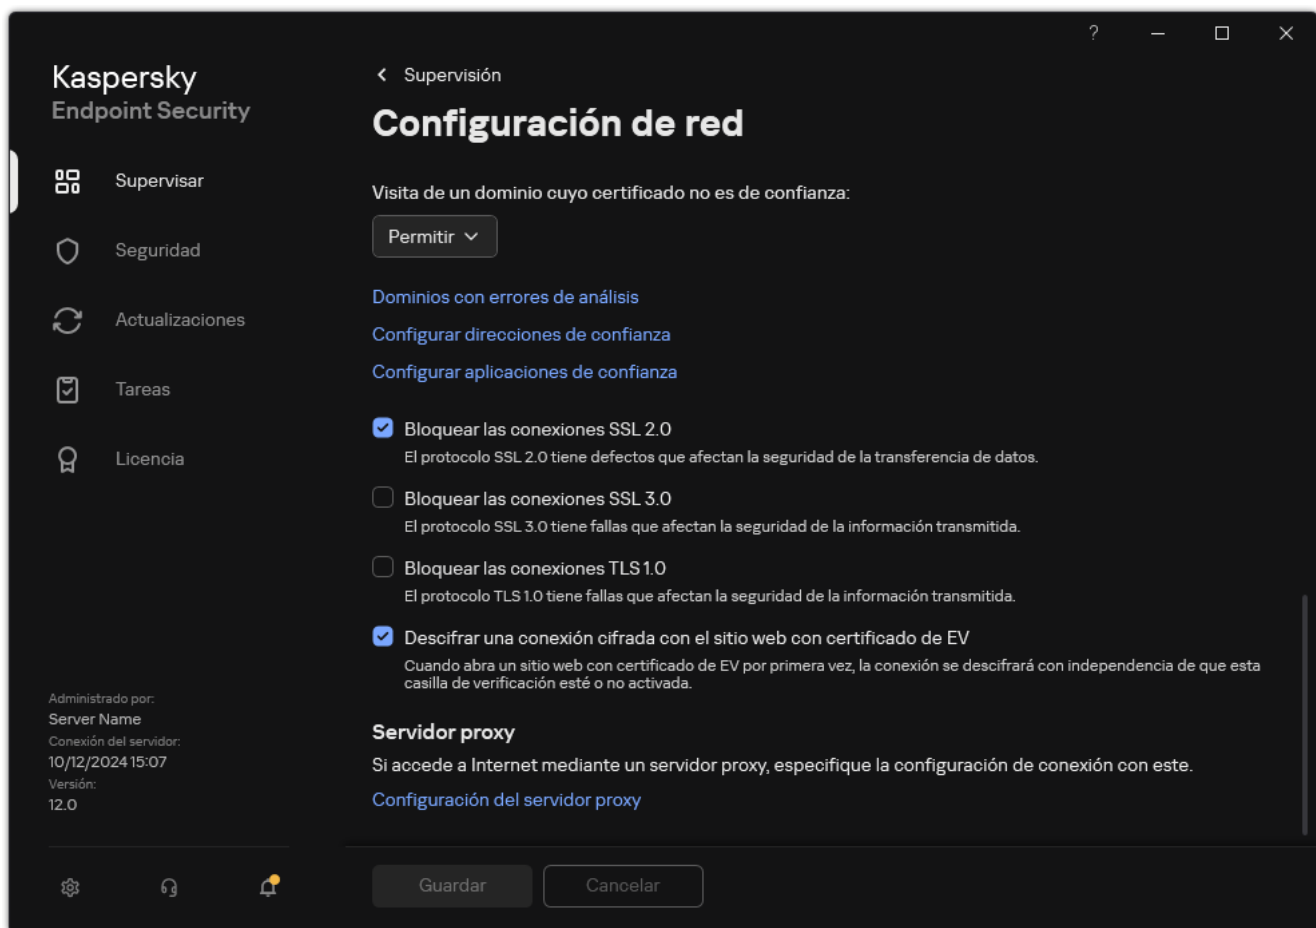 ?
Kaspersky
Endpoint Security
Supervisar
Seguridad
Actualizaciones
Tareas
Licencia
Administrado por:
Server Name
Conexión del servidor:
10/12/2024 15:07
Versión:
12.0
Supervisión
Configuración de red
Visita de un dominio cuyo certificado no es de confianza:
Permitir
Dominios con errores de análisis
Configurar direcciones de confianza
Configurar aplicaciones de confianza
Bloquear las conexiones SSL 2.0
El protocolo SSL 2.0 tiene defectos que afectan la seguridad de la transferencia de datos.
Bloquear las conexiones SSL 3.0
El protocolo SSL 3.0 tiene fallas que afectan la seguridad de la información transmitida.
Bloquear las conexiones TLS 1.0
El protocolo TLS 1.0 tiene fallas que afectan la seguridad de la información transmitida.
Descifrar una conexión cifrada con el sitio web con certificado de EV
Cuando abra un sitio web con certificado de EV por primera vez, la conexión se descifrará con independencia de que esta
casilla de verificación esté o no activada.
Servidor proxy
Si accede a Internet mediante un servidor proxy, especifique la configuración de conexión con este.
Configuración del servidor proxy
Guardar
Cancelar